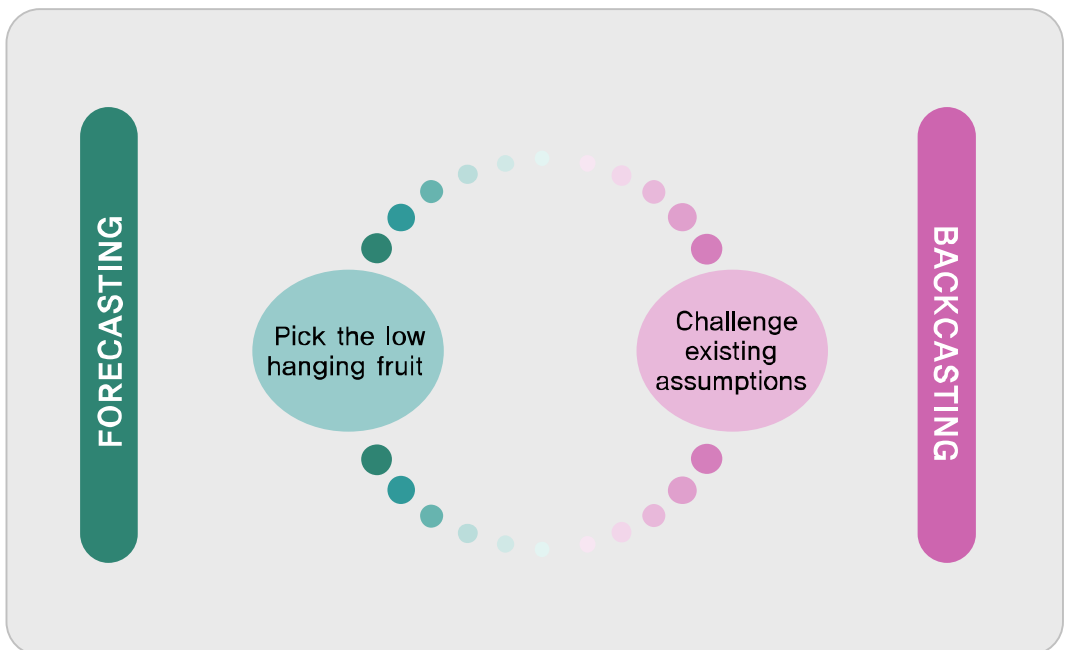 FORECASTING
Pick the low
hanging fruit
Challenge
existing
assumptions
BACKCASTING